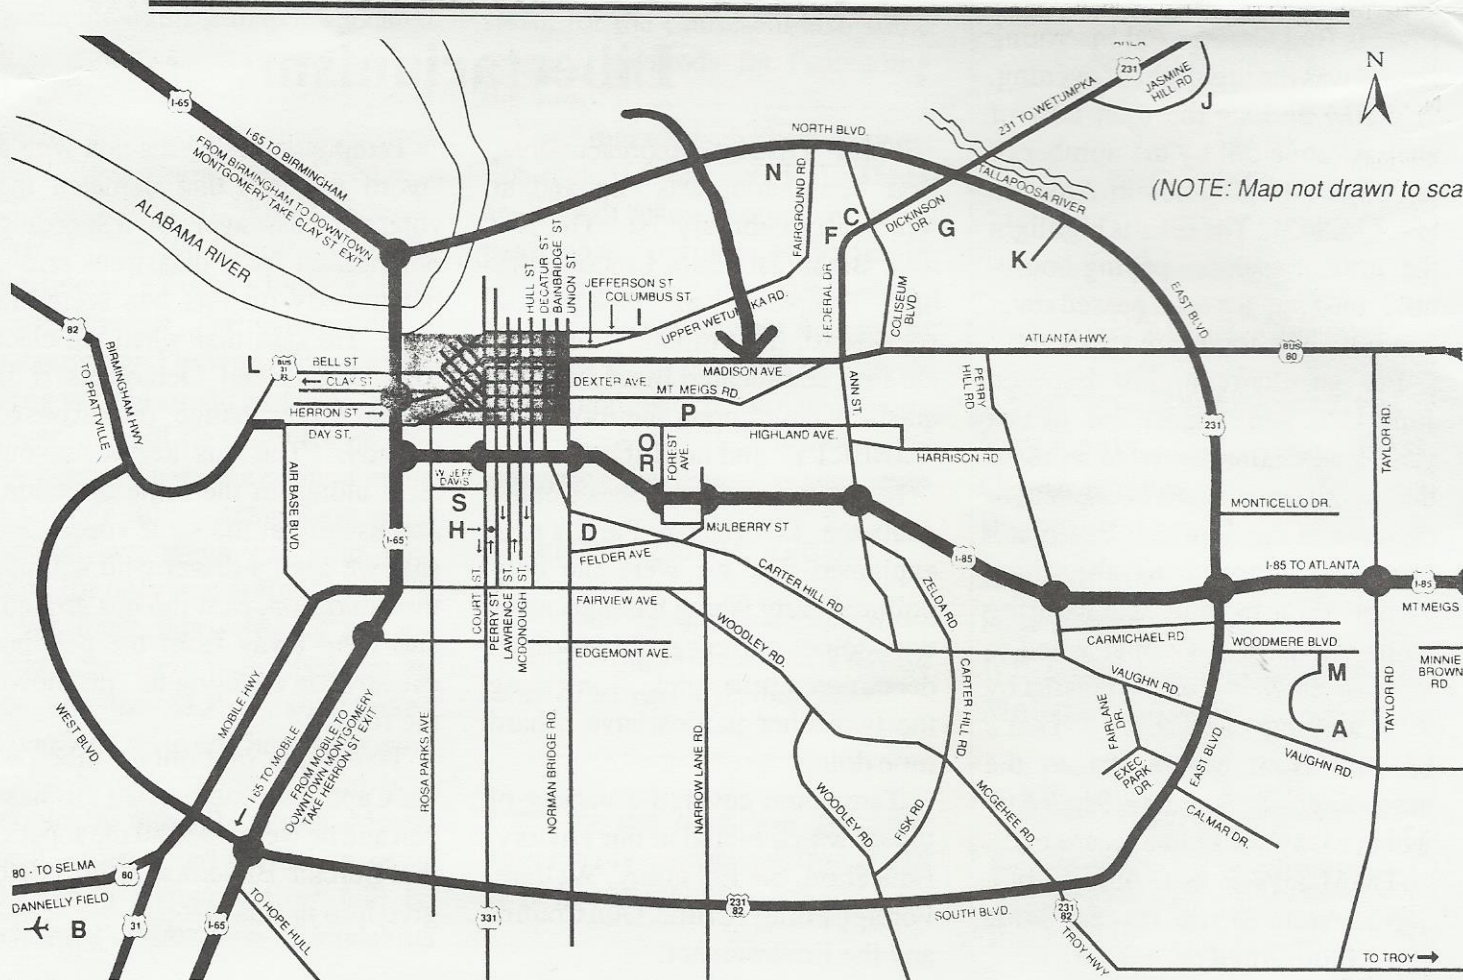 AREA
231
JASMINE
HILL RD
J
N
231 TO WETUMPKA
I-65
I-65 TO BIRMINGHAM
FROM BIRMINGHAM TO DOWNTOWN
MONTGOMERY TAKE CLAY ST. EXIT
NORTH BLVD.
N
FAIRGROUND RD
TALLAPOOSA RIVER
(NOTE: Map not drawn to sca
ALABAMA RIVER
C
F
DICKINSON
DR.
G
K
HULL ST
DECATUR ST
BAINBRIDGE ST
UNION ST.
JEFFERSON ST
COLUMBUS ST
UPPER WETUMPKA RD.
FEDERAL DR
COLISEUM
BLVD
EAST BLVD
82
BIRMINGHAM HWY
TO PRATTVILLE
L
BUS
31
82
BELL ST
CLAY ST
HERRON ST
DAY ST.
ATLANTA HWY.
BUS
80
MADISON AVE.
DEXTER AVE.
MT MEIGS RD.
P
ANN ST.
PERRY
HILL RD
231
TAYLOR RD.
HIGHLAND AVE.
HARRISON RD
O
R
FOREST
AVE.
AIR BASE BLVD.
W JEFF
DAVIS
S
H
D
MULBERRY ST
FELDER AVE.
MONTICELLO DR.
I-65
I-85
I-85 TO ATLANTA
I-85
MT MEIGS
CARTER HILL RD
ZELDA RD.
FAIRVIEW AVE.
COURT ST.
PERRY ST
LAWRENCE ST.
MCDONOUGH ST.
EDGEMONT AVE.
WOODLEY RD.
CARMICHAEL RD
WOODMERE BLVD
VAUGHN RD.
M
A
MINNIE
BROWN
RD
TAYLOR RD
WEST BLVD.
MOBILE HWY
I-65 TO MOBILE
FROM MOBILE TO
DOWNTOWN MONTGOMERY
TAKE HERRON ST EXIT
ROSA PARKS AVE
NORMAN BRIDGE RD.
NARROW LANE RD
CARTER HILL RD
FAIRLANE
DR.
EXEC.
PARK
DR.
EAST BLVD.
VAUGHN RD.
WOODLEY RD
FISK RD
MCGEHEE RD.
CALMAR DR.
80 - TO SELMA
80
DANNELLY FIELD
B
31
I-65
TO HOPE HULL
331
231
82
SOUTH BLVD.
231
82
TROY HWY
TO TROY